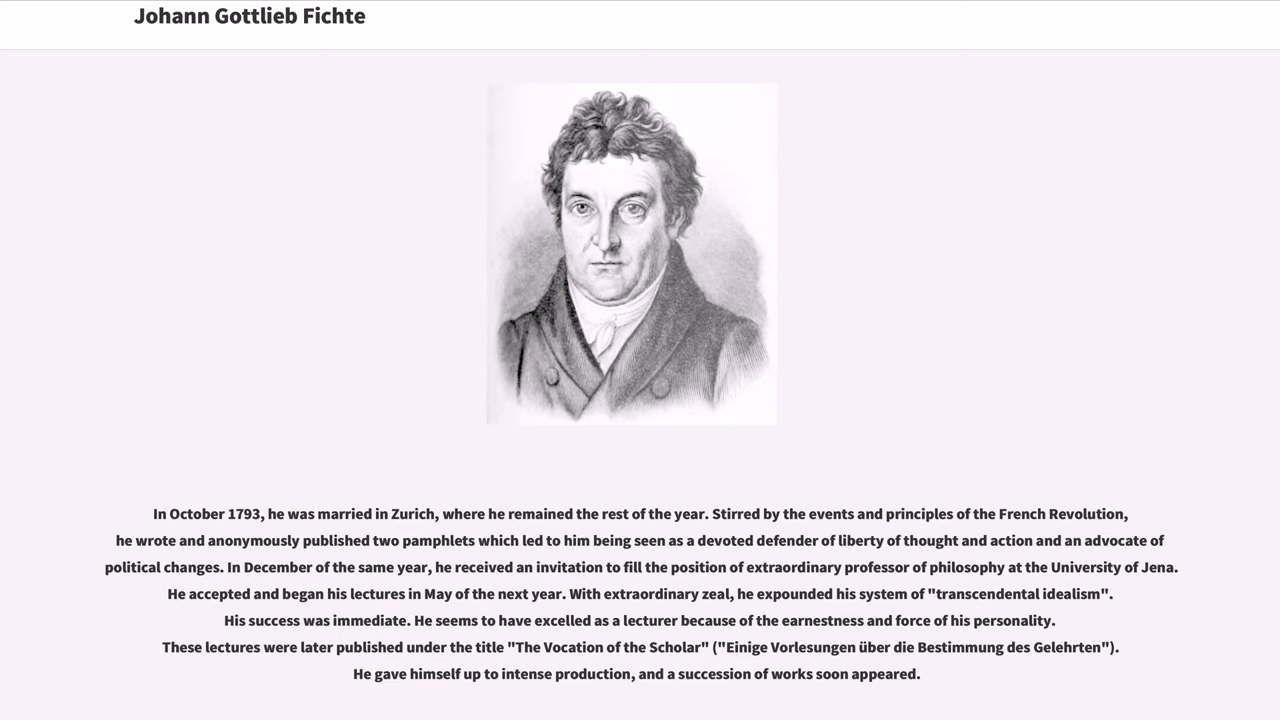 Johann Gottlieb Fichte
In October 1793, he was married in Zurich, where he remained the rest of the year. Stirred by the events and principles of the French Revolution,
he wrote and anonymously published two pamphlets which led to him being seen as a devoted defender of liberty of thought and action and an advocate of
political changes. In December of the same year, he received an invitation to fill the position of extraordinary professor of philosophy at the University of Jena.
He accepted and began his lectures in May of the next year. With extraordinary zeal, he expounded his system of "transcendental idealism".
His success was immediate. He seems to have excelled as a lecturer because of the earnestness and force of his personality.
These lectures were later published under the title "The Vocation of the Scholar" ("Einige Vorlesungen über die Bestimmung des Gelehrten").
He gave himself up to intense production, and a succession of works soon appeared.